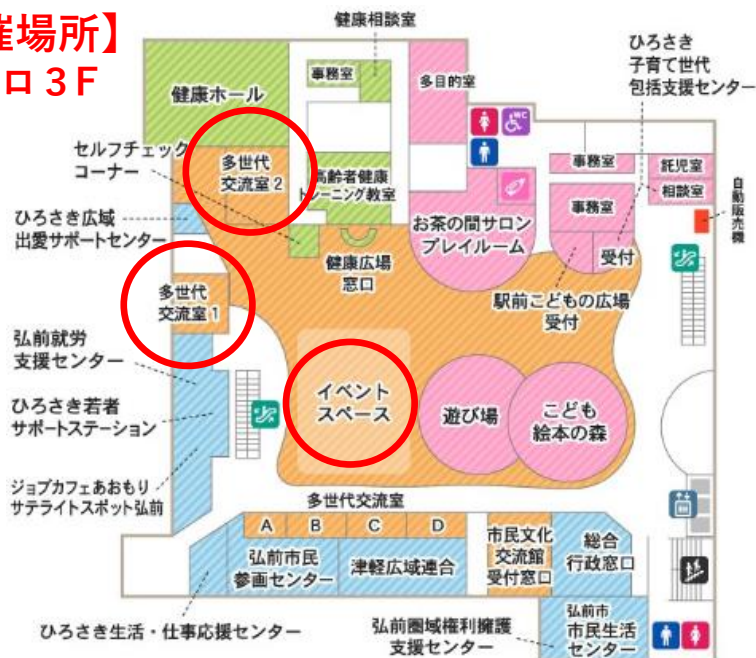 催場所】
ロ 3F
健康相談室
ひろさき
子育て世代
包括支援センター
事務室
多目的室
健康ホール
WC
セルフチェック
コーナー
多世代
交流室2
高齢者健康
トレーニング教室
事務室
託児室
相談室
事務室
自動販売機
ひろさき広域
出愛サポートセンター
お茶の間サロン
プレイルーム
受付
健康広場
窓口
駅前こどもの広場
受付
多世代
交流室1
弘前就労
支援センター
イベント
スペース
遊び場
こども
絵本の森
ひろさき若者
サポートステーション
ジョブカフェあおもり
サテライトスポット弘前
多世代交流室
A B C D
弘前市民
参画センター
津軽広域連合
市民文化
交流館
受付窓口
総合
行政窓口
ひろさき生活・仕事応援センター
弘前圏域権利擁護
支援センター
弘前市
市民生活
センター